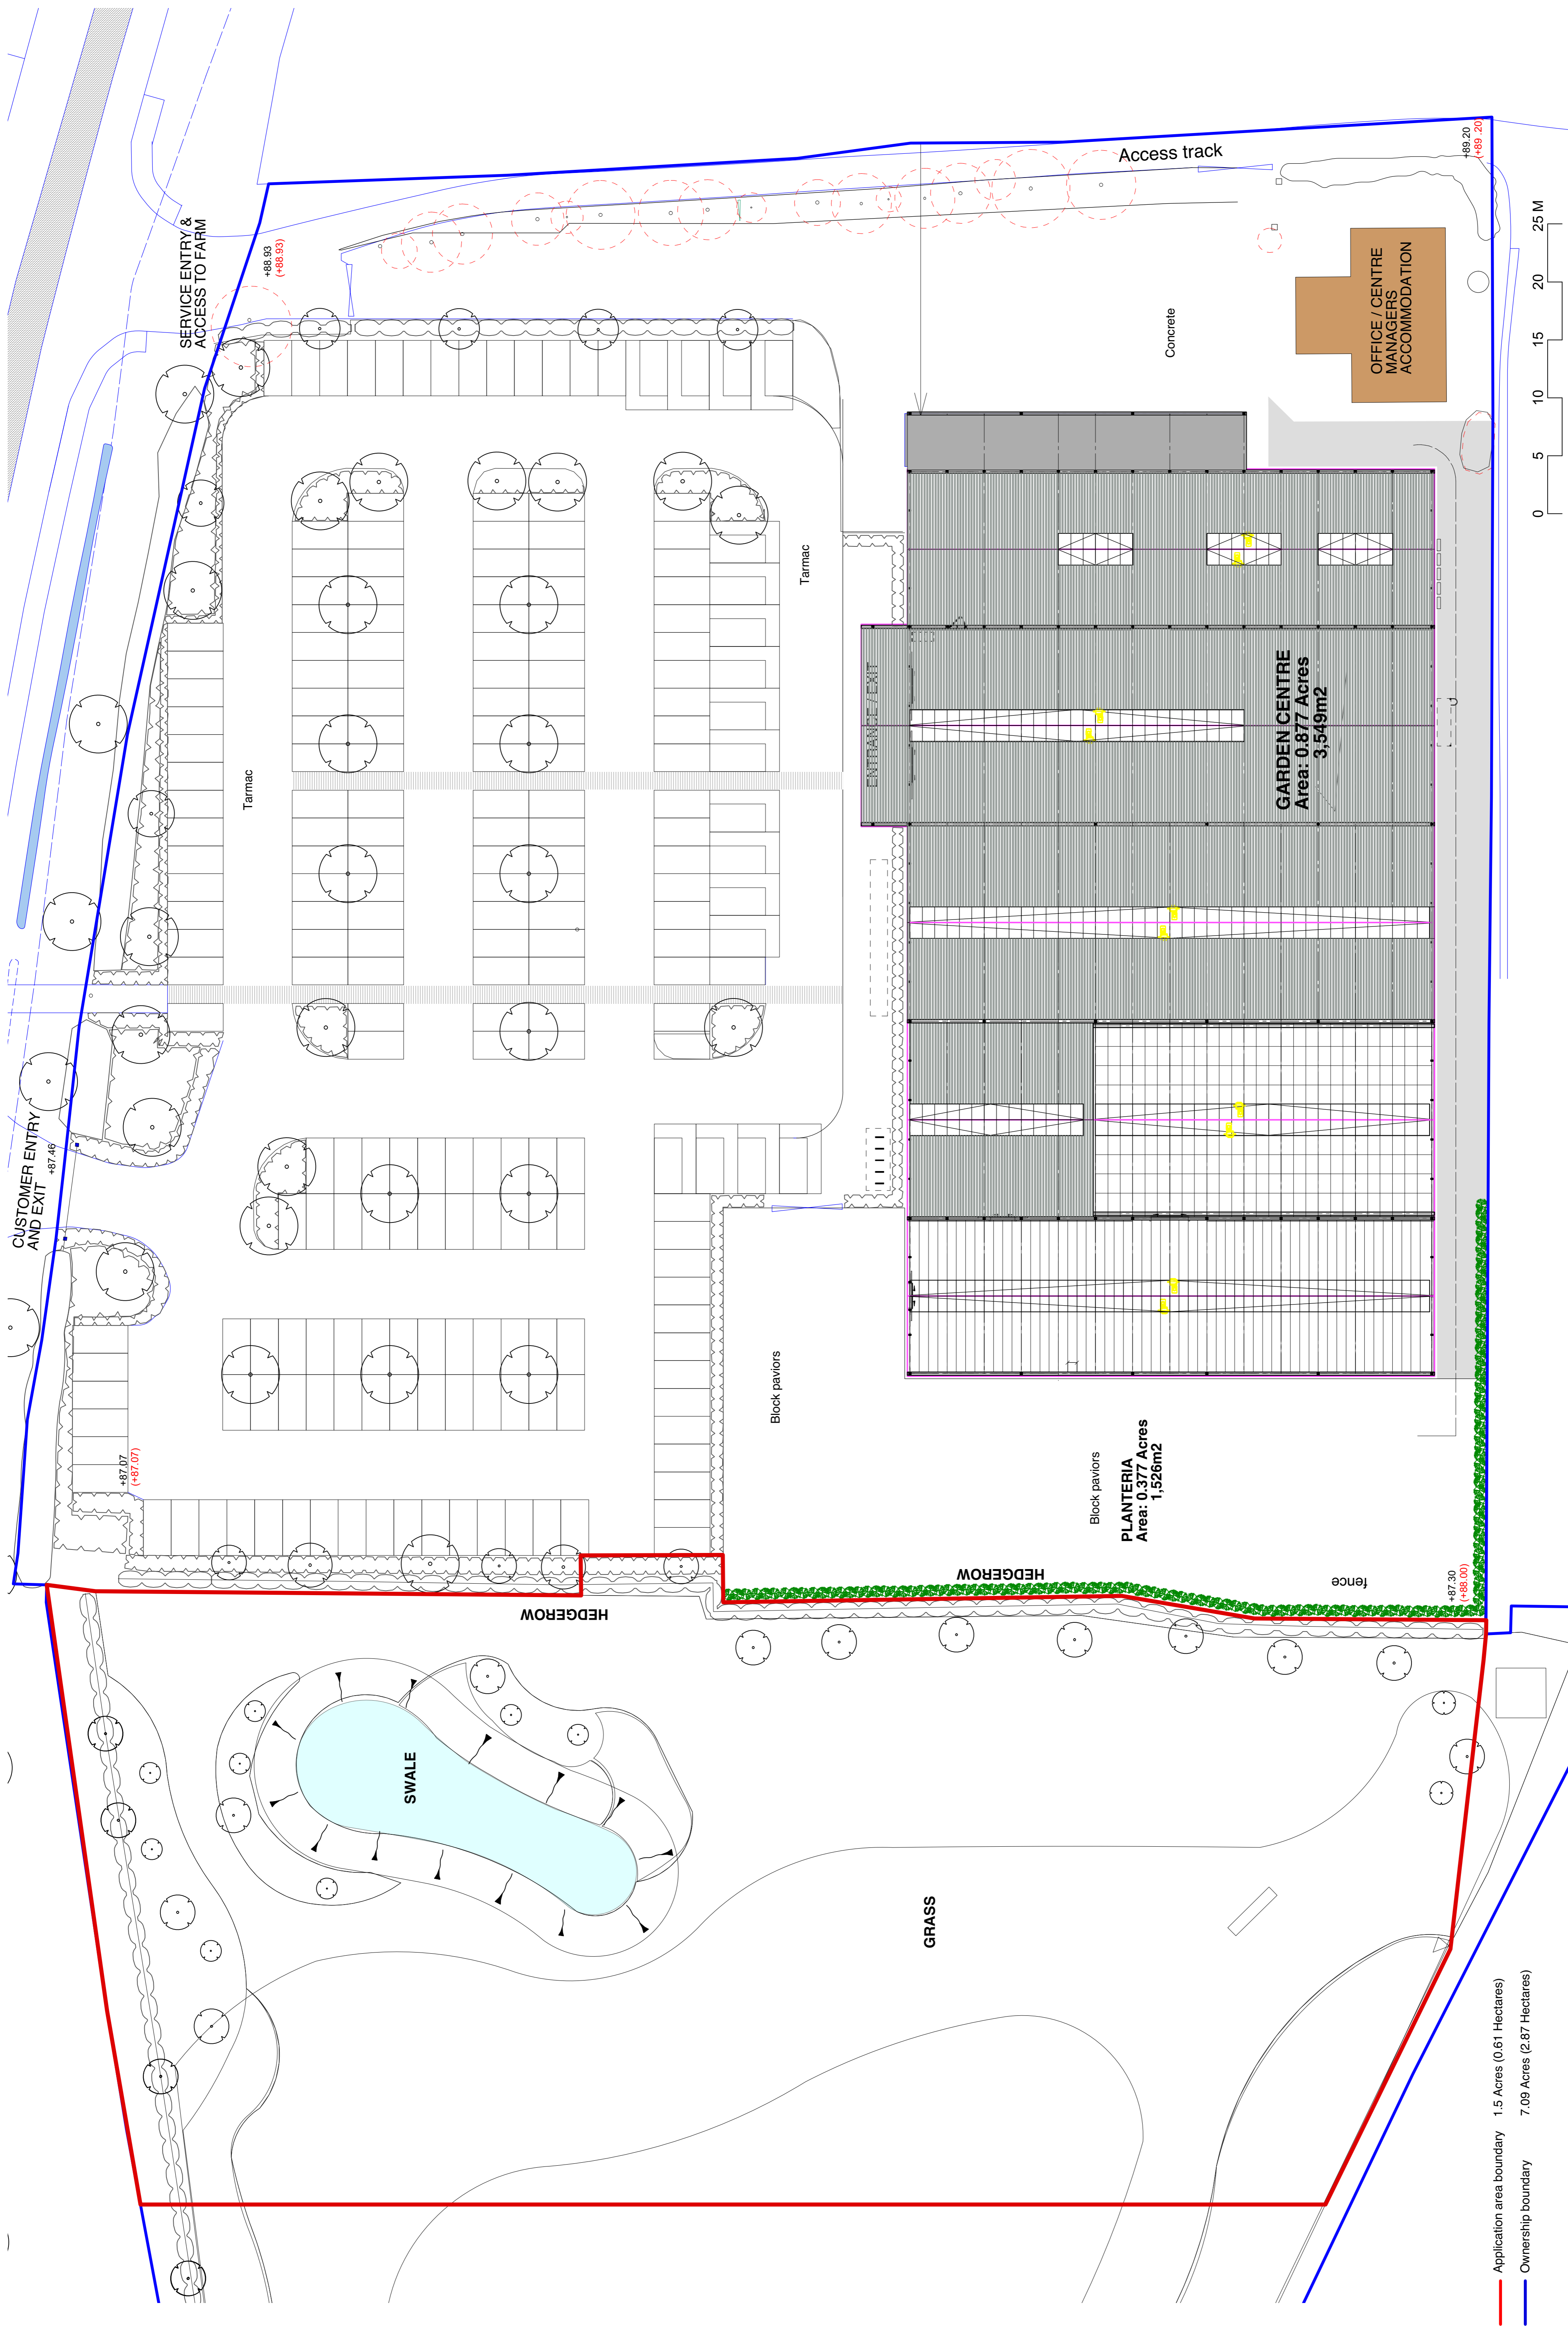 SERVICE ENTRY &
ACCESS TO FARM
+88.93
(+88.93)
Access track
+89.20
(+89 .20)
OFFICE / CENTRE
MANAGERS
ACCOMMODATION
Concrete
0 5 10 15 20 25 M
Tarmac
Tarmac
ENTRANCE / EXIT
GARDEN CENTRE
Area: 0.877 Acres
3,549m2
CUSTOMER ENTRY
AND EXIT
+87.46
+87.07
(+87.07)
Block paviors
Block paviors
PLANTERIA
Area: 0.377 Acres
1,526m2
HEDGEROW
HEDGEROW
fence
+87.30
(+88.00)
SWALE
GRASS
Application area boundary 1.5 Acres (0.61 Hectares)
Ownership boundary 7.09 Acres (2.87 Hectares)